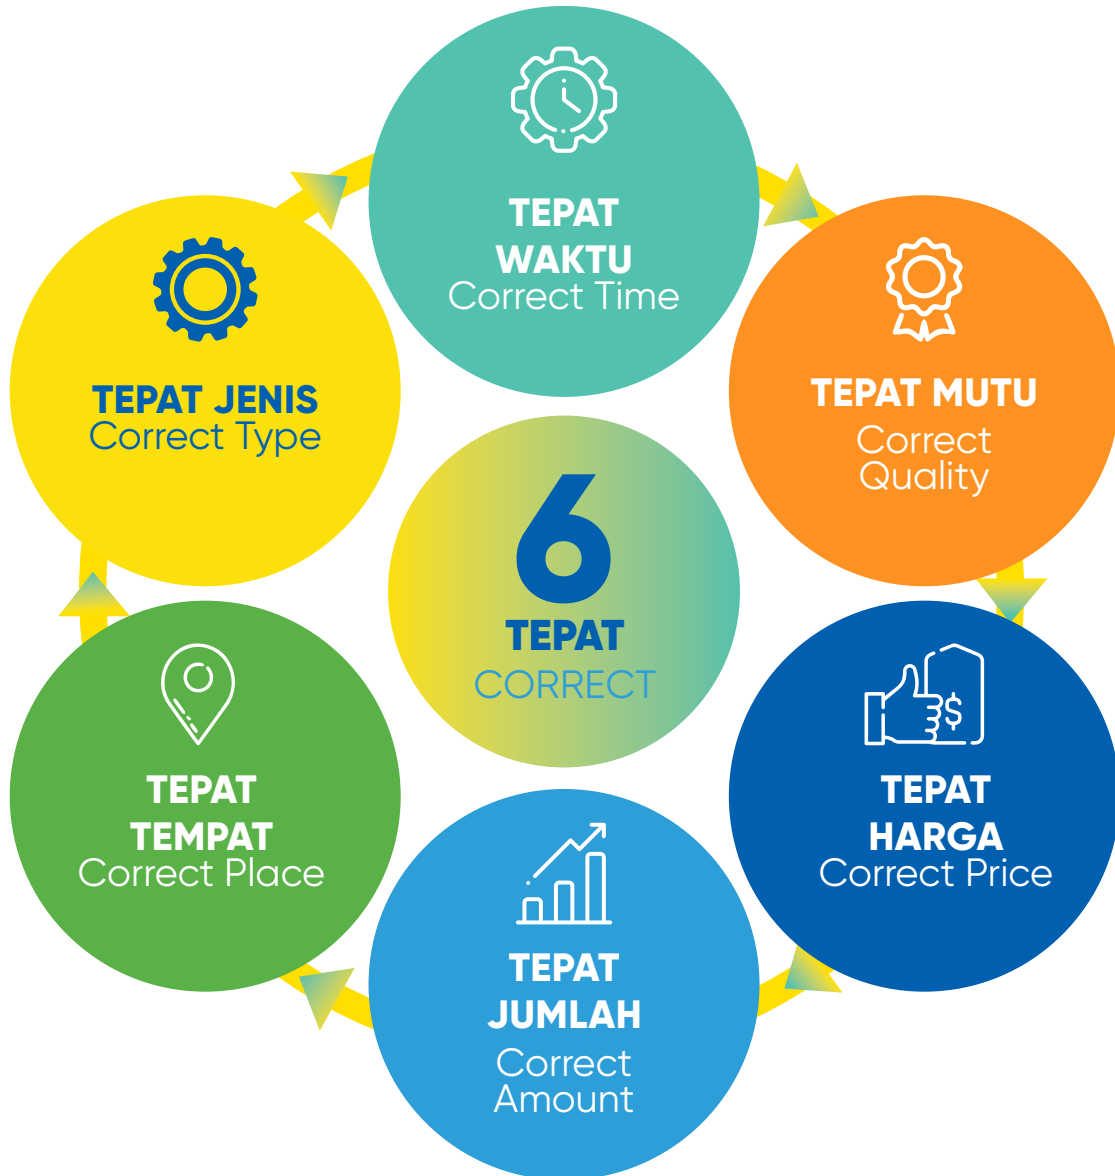 TEPAT
WAKTU
Correct Time
TEPAT MUTU
Correct
Quality
TEPAT
HARGA
Correct Price
TEPAT
JUMLAH
Correct
Amount
TEPAT
TEMPAT
Correct Place
TEPAT JENIS
Correct Type
6
TEPAT
CORRECT
$